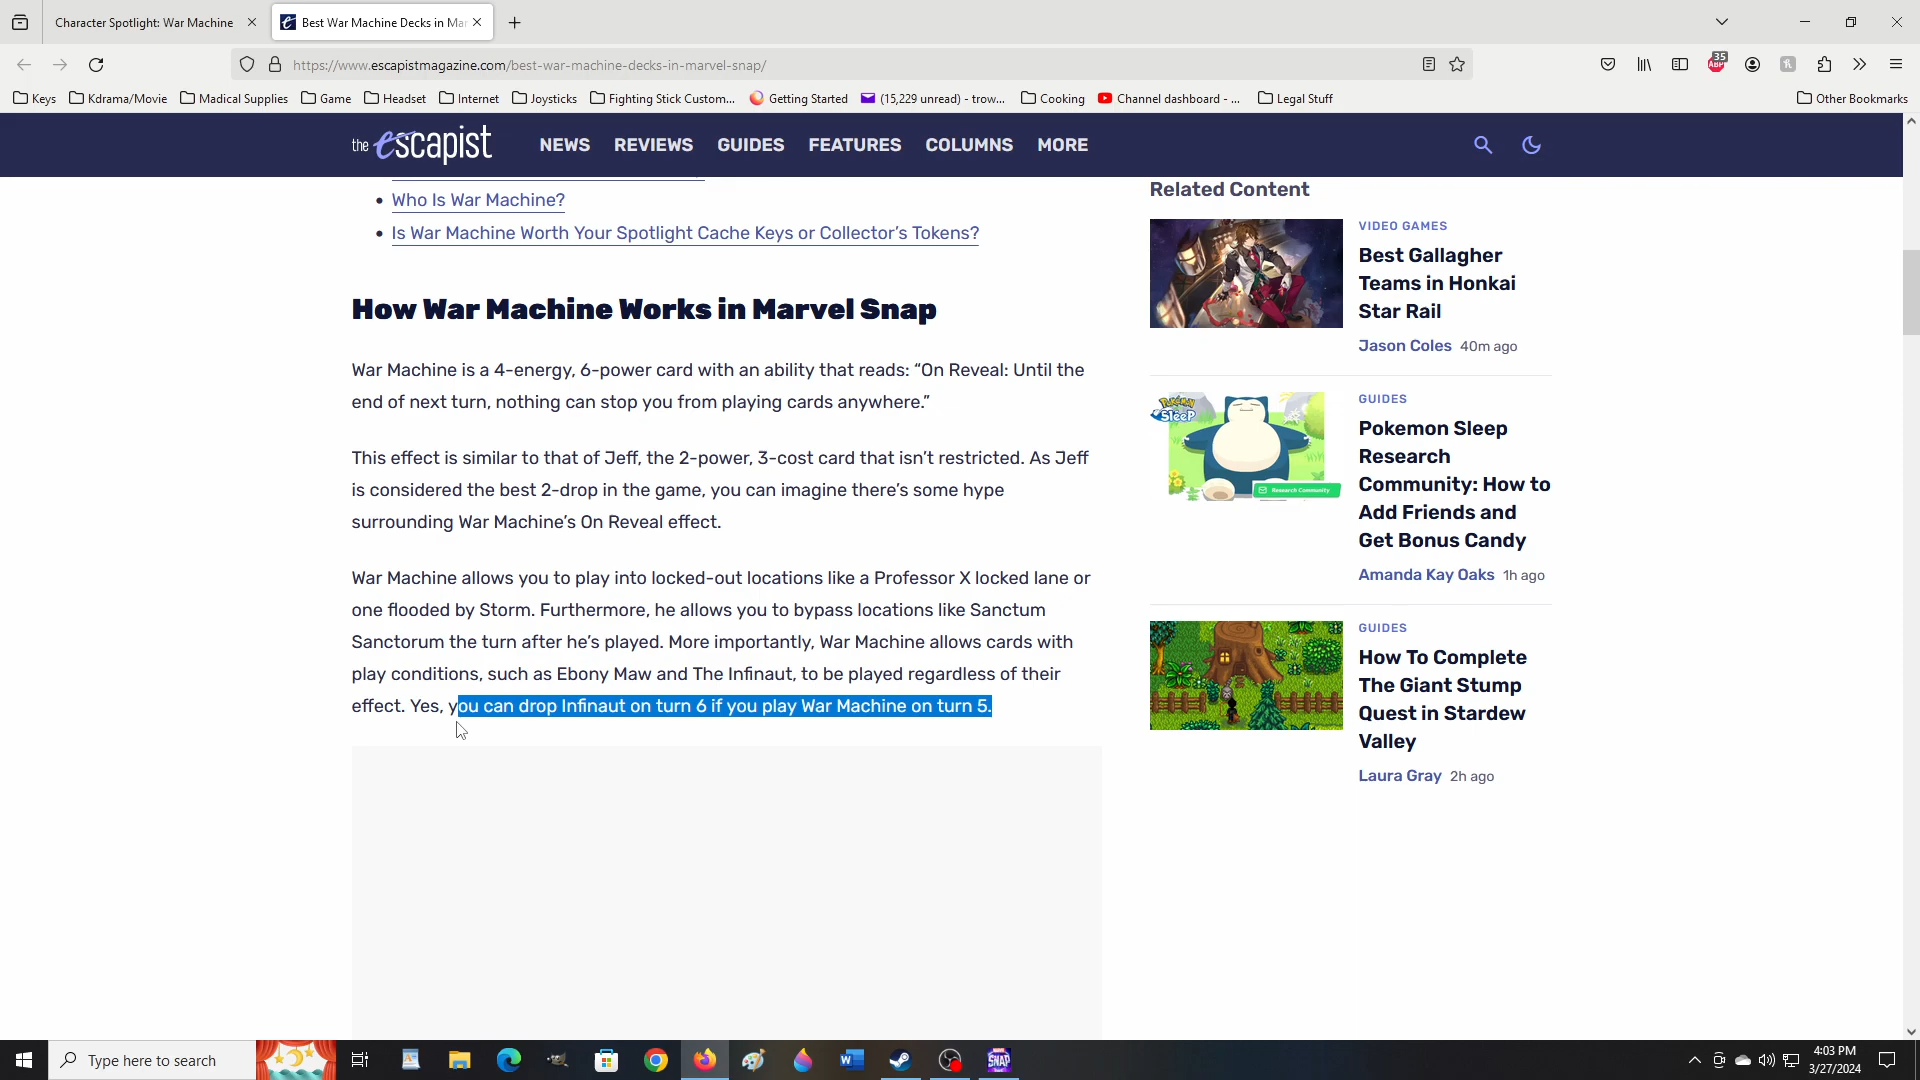 Character Spotlight: War Machine
Best War Machine Decks in Mar
https://www.escapistmagazine.com/best-war-machine-decks-in-marvel-snap/
35
ABP
Keys
Kdrama/Movie
Madical Supplies
Game
Headset
Internet
Joysticks
Fighting Stick Custom...
Getting Started
(15,229 unread) - trow...
Cooking
Channel dashboard - ...
Legal Stuff
Other Bookmarks
the escapist
NEWS
REVIEWS
GUIDES
FEATURES
COLUMNS
MORE
Who Is War Machine?
Is War Machine Worth Your Spotlight Cache Keys or Collector’s Tokens?
How War Machine Works in Marvel Snap
War Machine is a 4-energy, 6-power card with an ability that reads: “On Reveal: Until the
end of next turn, nothing can stop you from playing cards anywhere.”
This effect is similar to that of Jeff, the 2-power, 3-cost card that isn’t restricted. As Jeff
is considered the best 2-drop in the game, you can imagine there’s some hype
surrounding War Machine’s On Reveal effect.
War Machine allows you to play into locked-out locations like a Professor X locked lane or
one flooded by Storm. Furthermore, he allows you to bypass locations like Sanctum
Sanctorum the turn after he’s played. More importantly, War Machine allows cards with
play conditions, such as Ebony Maw and The Infinaut, to be played regardless of their
effect. Yes, you can drop Infinaut on turn 6 if you play War Machine on turn 5.
Related Content
VIDEO GAMES
Best Gallagher
Teams in Honkai
Star Rail
Jason Coles 40m ago
Pokémon
Sleep
Research Community
GUIDES
Pokemon Sleep
Research
Community: How to
Add Friends and
Get Bonus Candy
Amanda Kay Oaks 1h ago
GUIDES
How To Complete
The Giant Stump
Quest in Stardew
Valley
Laura Gray 2h ago
Type here to search
SNAP
4:03 PM
3/27/2024